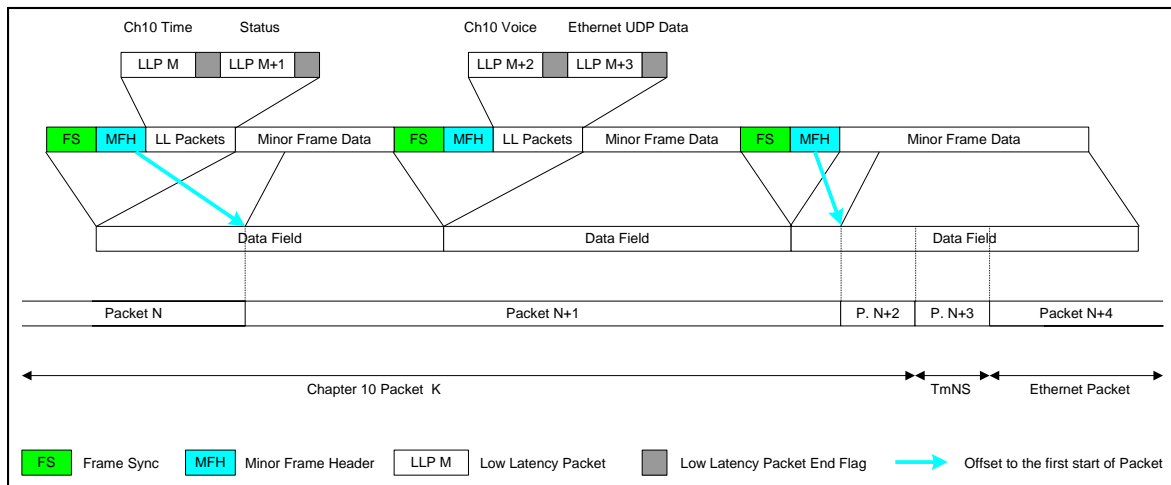 Ch10 Time Status Ch10 Voice Ethernet UDP Data
LLP M LLP M+1 LLP M+2 LLP M+3
FS MFH LL Packets Minor Frame Data FS MFH LL Packets Minor Frame Data FS MFH Minor Frame Data
Data Field Data Field Data Field
Packet N Packet N+1 P. N+2 P. N+3 Packet N+4
Chapter 10 Packet K TmNS Ethernet Packet
FS Frame Sync MFH Minor Frame Header LLP M Low Latency Packet Low Latency Packet End Flag Offset to the first start of Packet